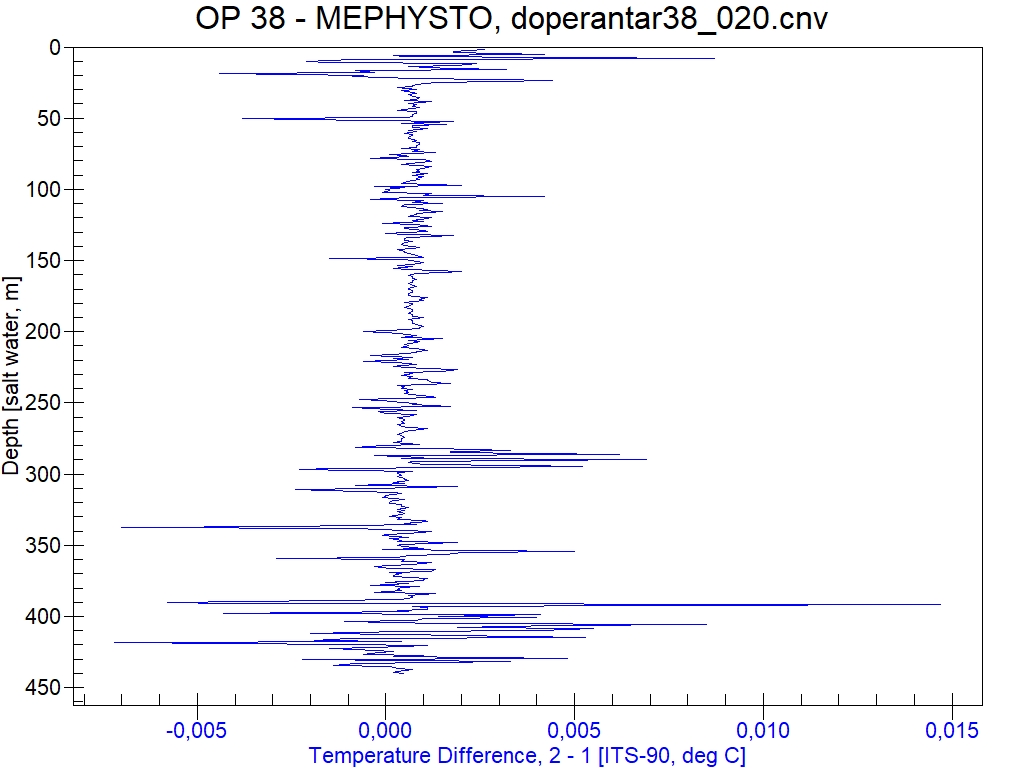 OP 38 - MEPHYSTO, doperantar38_020.cnv
0
50
100
150
200
250
300
350
400
450
Depth [salt water, m]
-0,005 0,000 0,005 0,010 0,015
Temperature Difference, 2 - 1 [ITS-90, deg C]